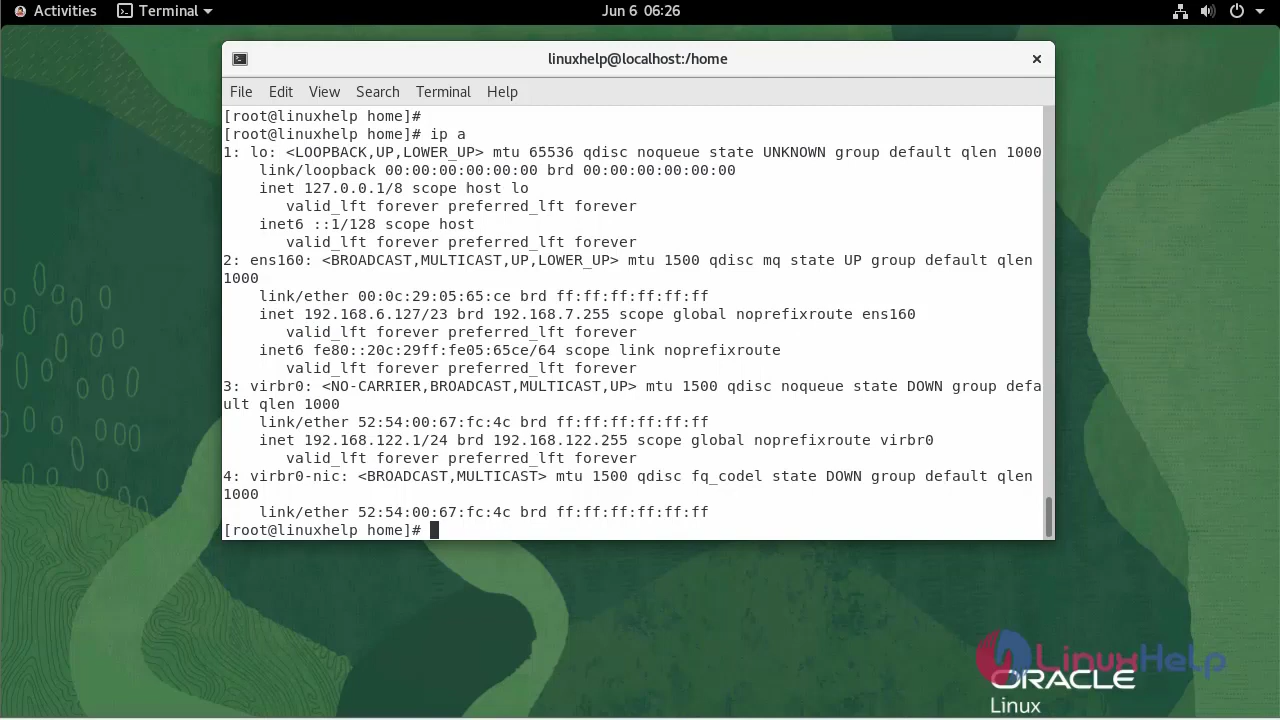 Activities Terminal Jun 6 06:26
linuxhelp@localhost:/home
File Edit View Search Terminal Help
[root@linuxhelp home]#
[root@linuxhelp home]# ip a
1: lo: <LOOPBACK,UP,LOWER_UP> mtu 65536 qdisc noqueue state UNKNOWN group default qlen 1000
    link/loopback 00:00:00:00:00:00 brd 00:00:00:00:00:00
    inet 127.0.0.1/8 scope host lo
       valid_lft forever preferred_lft forever
    inet6 ::1/128 scope host
       valid_lft forever preferred_lft forever
2: ens160: <BROADCAST,MULTICAST,UP,LOWER_UP> mtu 1500 qdisc mq state UP group default qlen
1000
    link/ether 00:0c:29:05:65:ce brd ff:ff:ff:ff:ff:ff
    inet 192.168.6.127/23 brd 192.168.7.255 scope global noprefixroute ens160
       valid_lft forever preferred_lft forever
    inet6 fe80::20c:29ff:fe05:65ce/64 scope link noprefixroute
       valid_lft forever preferred_lft forever
3: virbr0: <NO-CARRIER,BROADCAST,MULTICAST,UP> mtu 1500 qdisc noqueue state DOWN group defa
ult qlen 1000
    link/ether 52:54:00:67:fc:4c brd ff:ff:ff:ff:ff:ff
    inet 192.168.122.1/24 brd 192.168.122.255 scope global noprefixroute virbr0
       valid_lft forever preferred_lft forever
4: virbr0-nic: <BROADCAST,MULTICAST> mtu 1500 qdisc fq_codel state DOWN group default qlen
1000
    link/ether 52:54:00:67:fc:4c brd ff:ff:ff:ff:ff:ff
[root@linuxhelp home]#
LinuxHelp
ORACLE
Linux